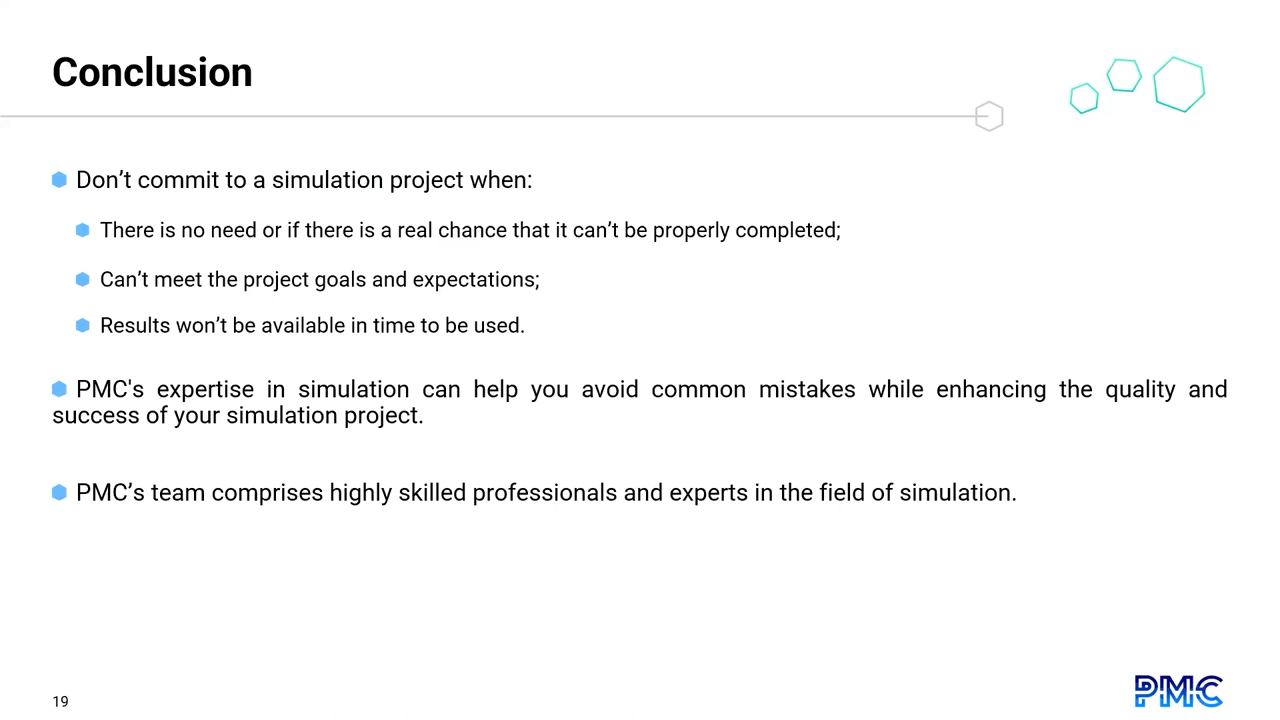 Conclusion
Don’t commit to a simulation project when:
There is no need or if there is a real chance that it can’t be properly completed;
Can’t meet the project goals and expectations;
Results won’t be available in time to be used.
PMC's expertise in simulation can help you avoid common mistakes while enhancing the quality and
success of your simulation project.
PMC’s team comprises highly skilled professionals and experts in the field of simulation.
19
PMC